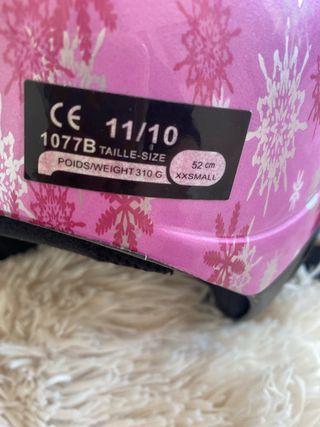 CE 11/10
1077B TAILLE-SIZE
POIDS/WEIGHT 310 G
52 cm
XXSMALL